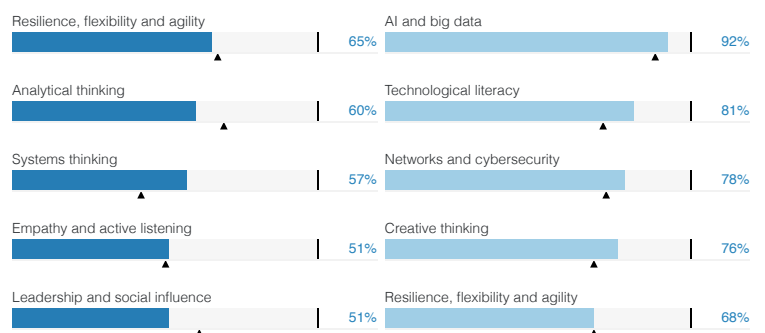 Resilience, flexibility and agility
65%
Analytical thinking
60%
Systems thinking
57%
Empathy and active listening
51%
Leadership and social influence
51%
AI and big data
92%
Technological literacy
81%
Networks and cybersecurity
78%
Creative thinking
76%
Resilience, flexibility and agility
68%